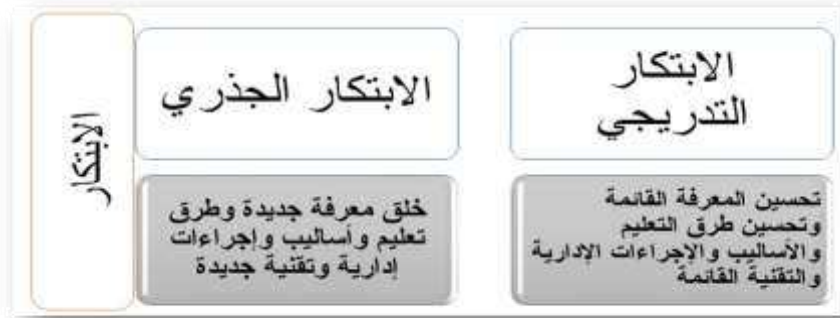 الابتكار
التدريجي
تحسين المعرفة القائمة
وتحسين طرق التعليم
والأساليب والإجراءات الإدارية
والتقنية القائمة
الابتكار الجذري
خلق معرفة جديدة وطرق
تعليم وأساليب وإجراءات
إدارية وتقنية جديدة
الابتكار